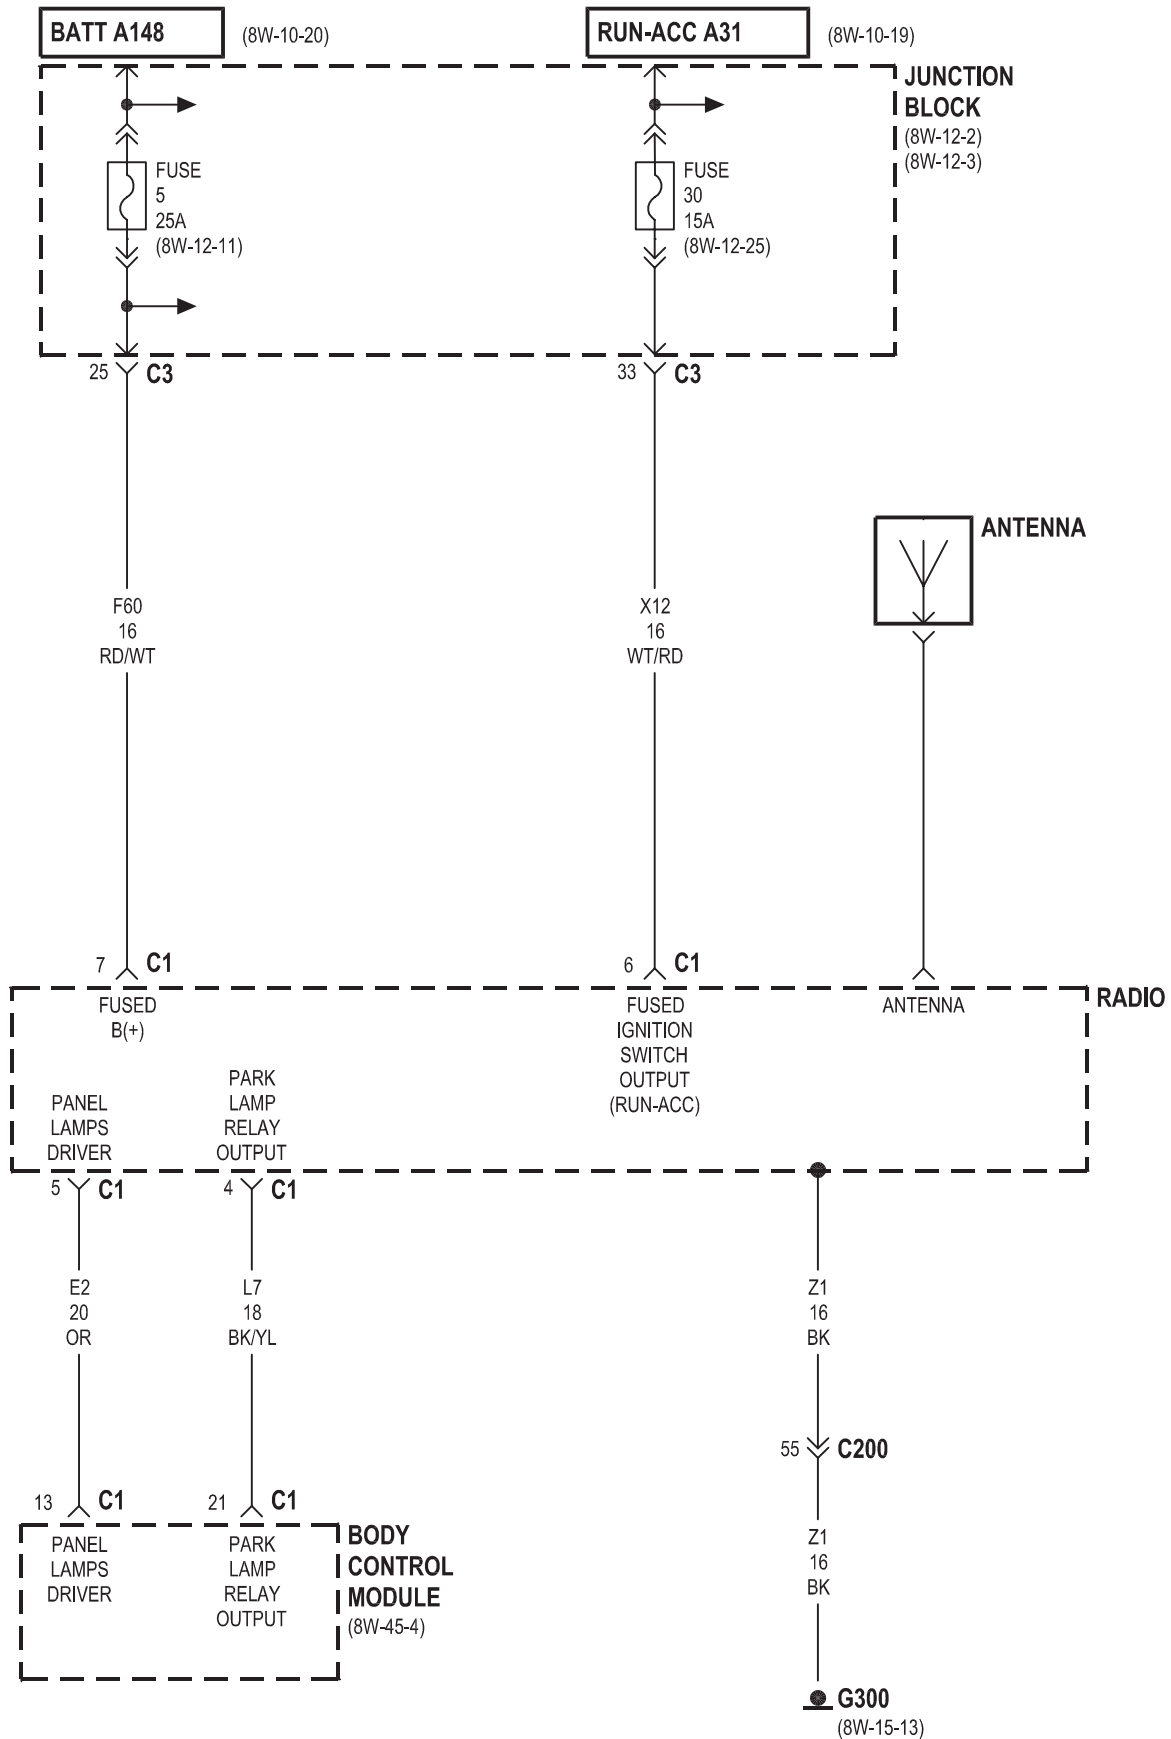 BATT A148
(8W-10-20)
RUN-ACC A31
(8W-10-19)
JUNCTION
BLOCK
(8W-12-2)
(8W-12-3)
FUSE
5
25A
(8W-12-11)
FUSE
30
15A
(8W-12-25)
25
C3
33
C3
ANTENNA
F60
16
RD/WT
X12
16
WT/RD
7
C1
6
C1
RADIO
FUSED
B(+)
FUSED
IGNITION
SWITCH
OUTPUT
(RUN-ACC)
ANTENNA
PANEL
LAMPS
DRIVER
PARK
LAMP
RELAY
OUTPUT
5
C1
4
C1
E2
20
OR
L7
18
BK/YL
Z1
16
BK
55
C200
13
C1
21
C1
PANEL
LAMPS
DRIVER
PARK
LAMP
RELAY
OUTPUT
BODY
CONTROL
MODULE
(8W-45-4)
Z1
16
BK
G300
(8W-15-13)